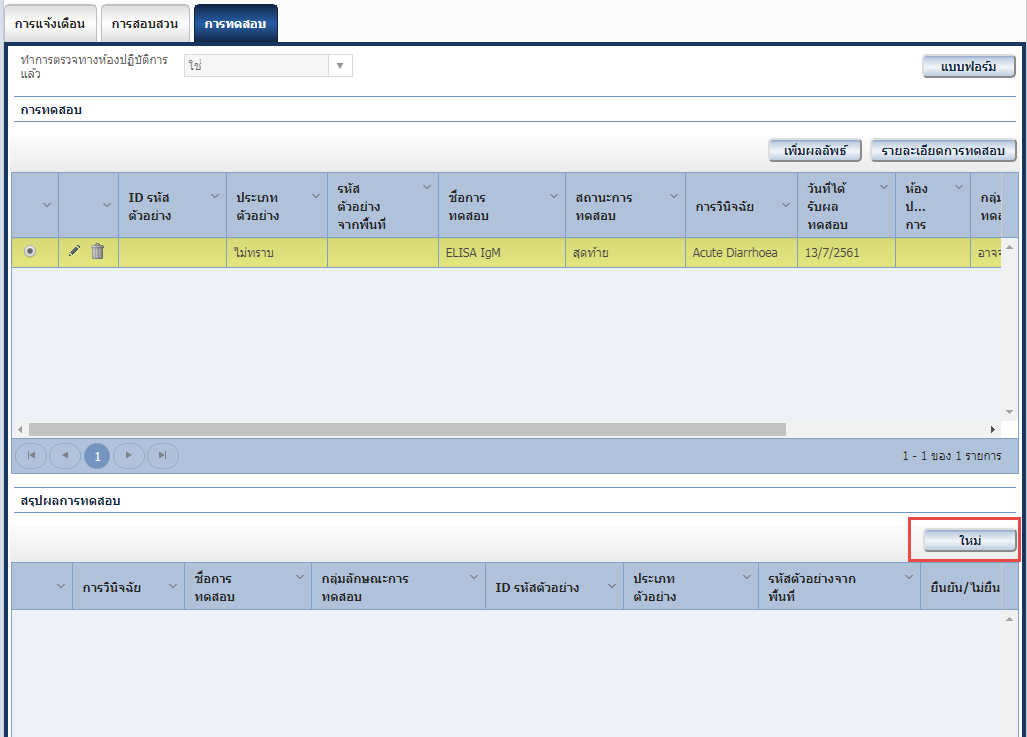 การแจ้งเตือน การสอบสวน การทดสอบ
ทำการตรวจทางห้องปฏิบัติการ
แล้ว
ใช่
แบบฟอร์ม
การทดสอบ
เพิ่มผลลัพธ์ รายละเอียดการทดสอบ
ID รหัส
ตัวอย่าง
ประเภท
ตัวอย่าง
รหัส
ตัวอย่าง
จากพื้นที่
ชื่อการ
ทดสอบ
สถานะการ
ทดสอบ
การวินิจฉัย
วันที่ได้
รับผล
ทดสอบ
ห้อง
ป...
การ
กลุ่ม
ทดส
ไม่ทราบ ELISA IgM สุดท้าย Acute Diarrhoea 13/7/2561 อาจจ
1
1 - 1 ของ 1 รายการ
สรุปผลการทดสอบ
ใหม่
การวินิจฉัย
ชื่อการ
ทดสอบ
กลุ่มลักษณะการ
ทดสอบ
ID รหัสตัวอย่าง
ประเภท
ตัวอย่าง
รหัสตัวอย่างจาก
พื้นที่
ยืนยัน/ไม่ยืน